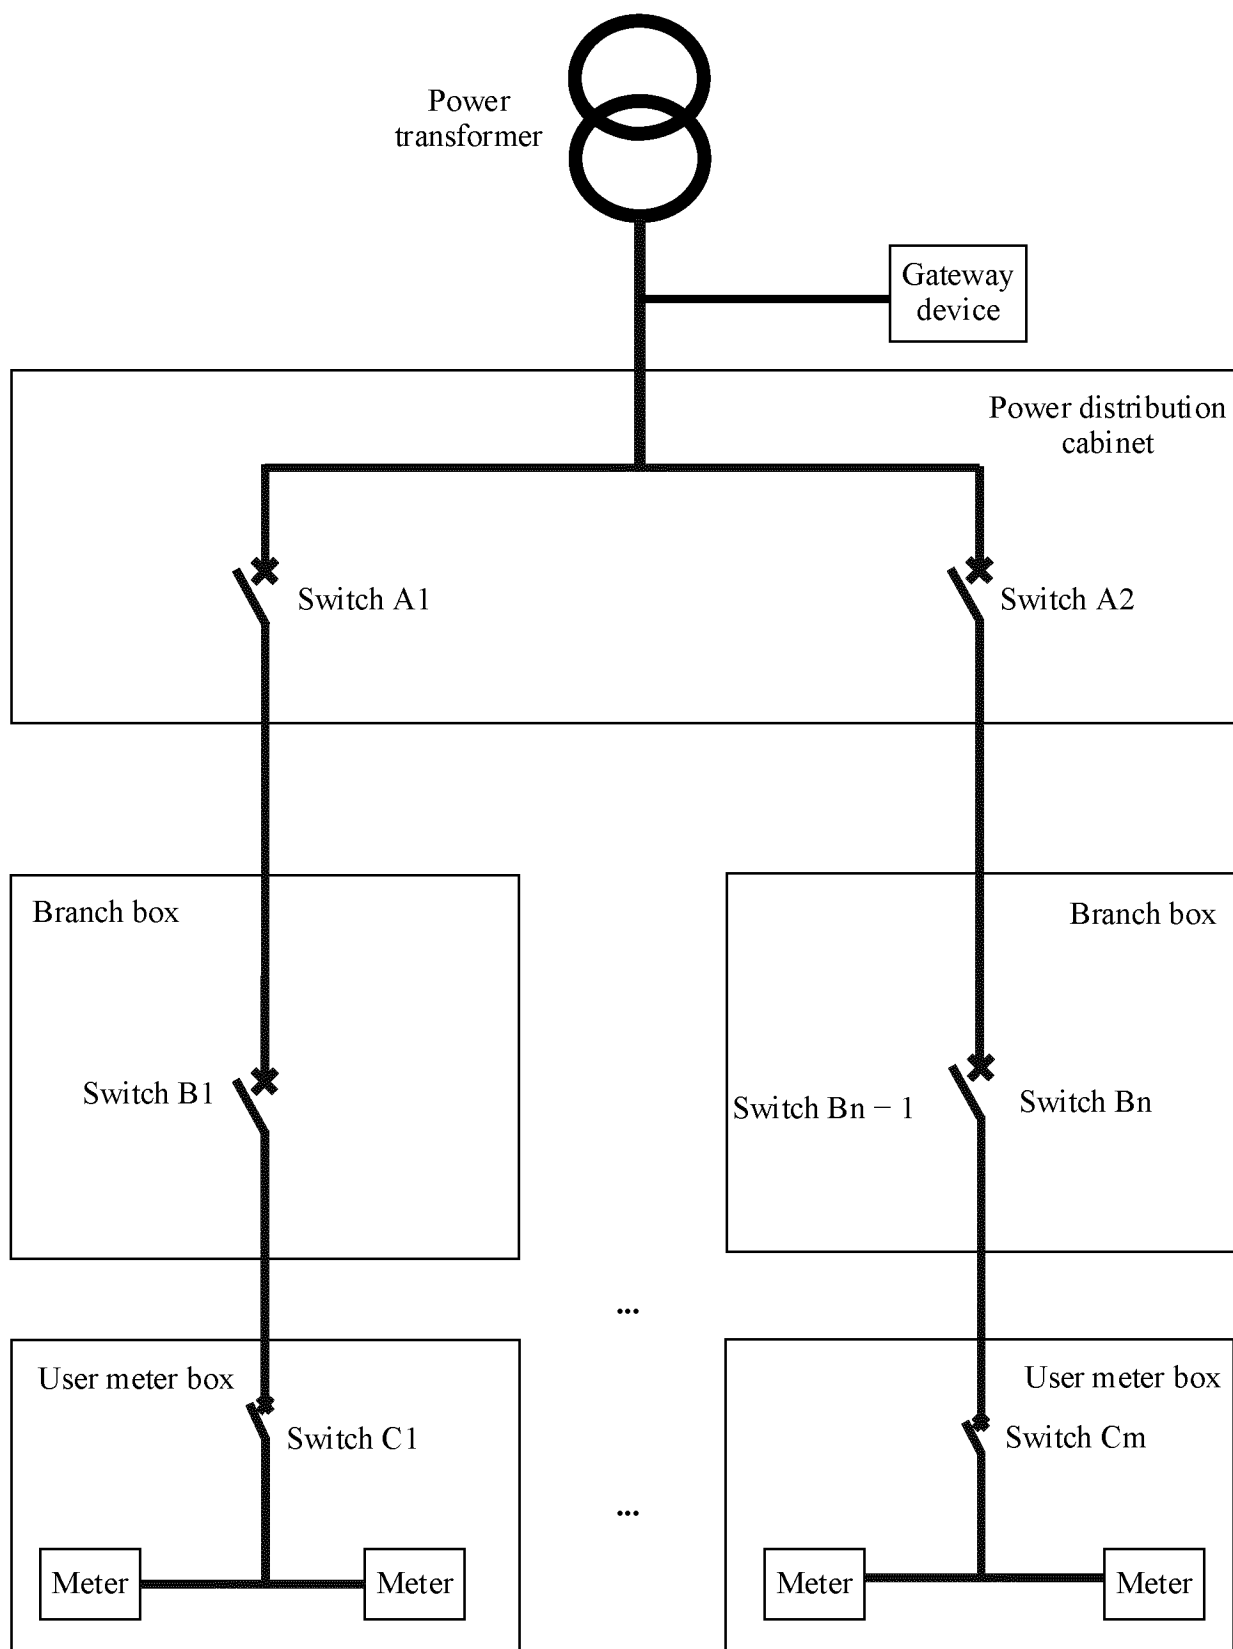 Power
transformer
Gateway
device
Power distribution
cabinet
Switch A1
Switch A2
Branch box
Branch box
Switch B1
Switch Bn − 1
Switch Bn
...
User meter box
User meter box
Switch C1
Switch Cm
...
Meter
Meter
Meter
Meter